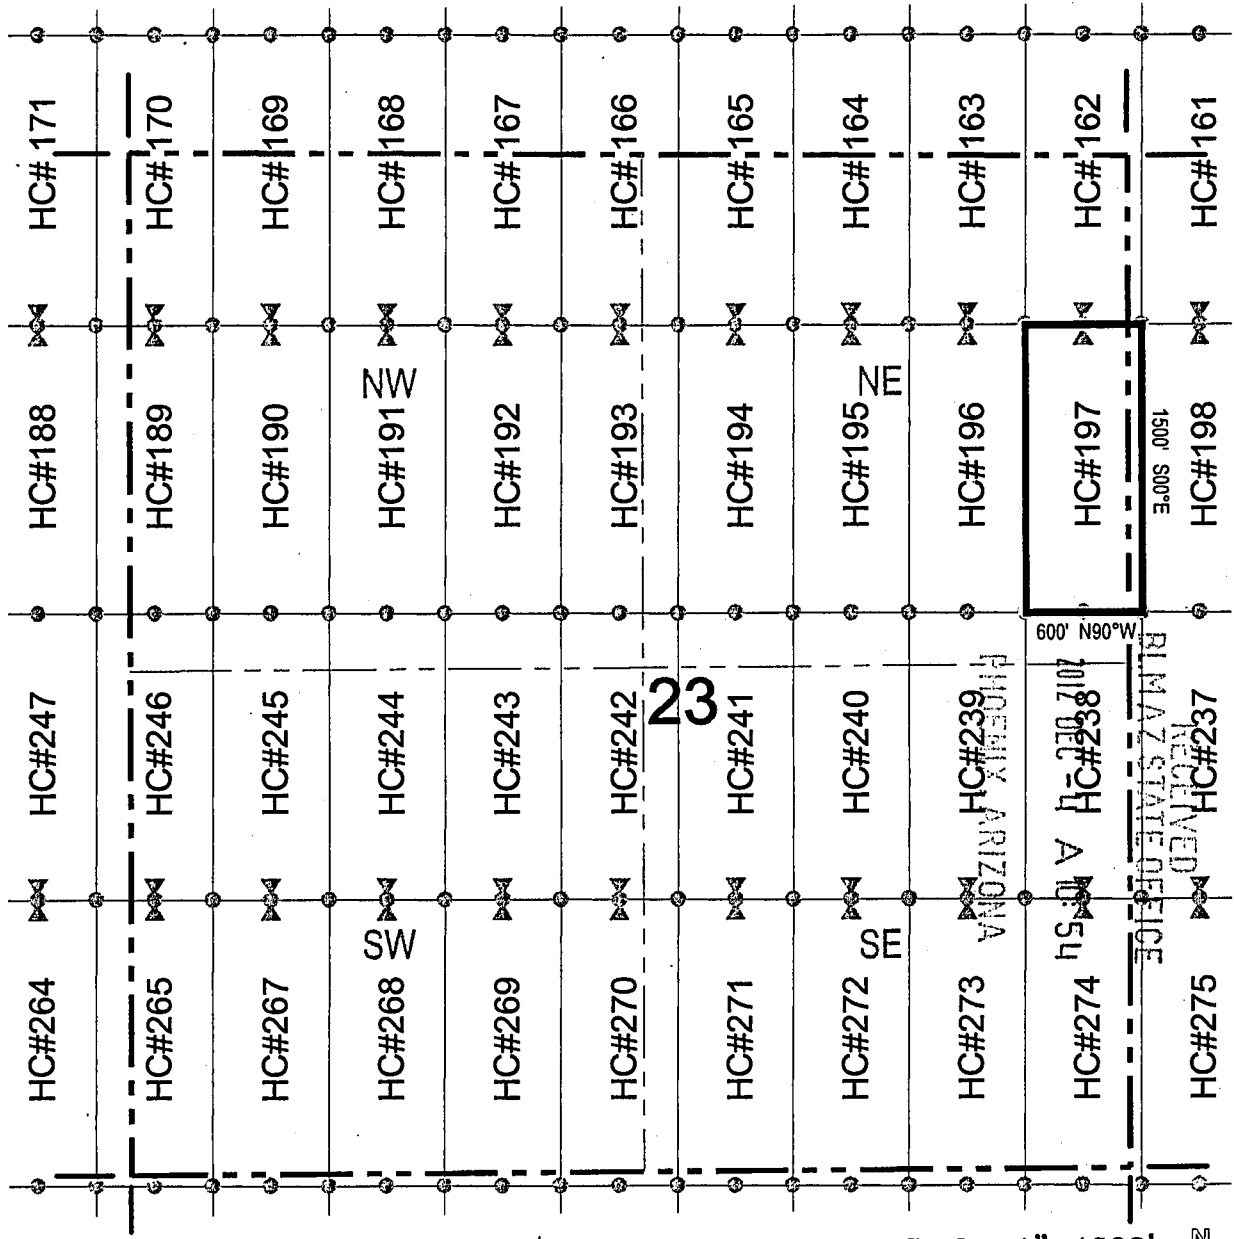 HC# 171 HC# 170 HC# 169 HC# 168 HC# 167 HC# 166 HC# 165 HC# 164 HC# 163 HC# 162 HC# 161
NW NE
HC#188 HC#189 HC#190 HC#191 HC#192 HC#193 HC#194 HC#195 HC#196 HC#197 HC#198
1500' S00°E
600' N90°W
23
HC#247 HC#246 HC#245 HC#244 HC#243 HC#242 HC#241 HC#240 HC#239 HC#238 HC#237
RECEIVED
BLM AZ STATE OFFICE
2012 DEC -4 A 10:54
PHOENIX, ARIZONA
SW SE
HC#264 HC#265 HC#267 HC#268 HC#269 HC#270 HC#271 HC#272 HC#273 HC#274 HC#275
N